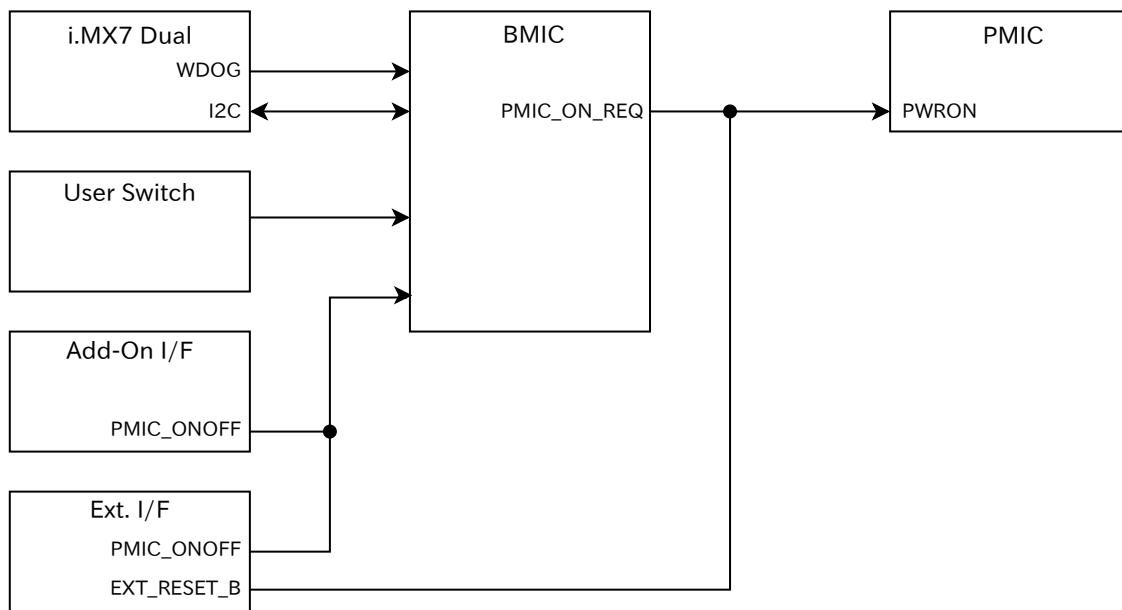 i.MX7 Dual
WDOG
I2C
BMIC
PMIC_ON_REQ
PMIC
PWRON
User Switch
Add-On I/F
PMIC_ONOFF
Ext. I/F
PMIC_ONOFF
EXT_RESET_B